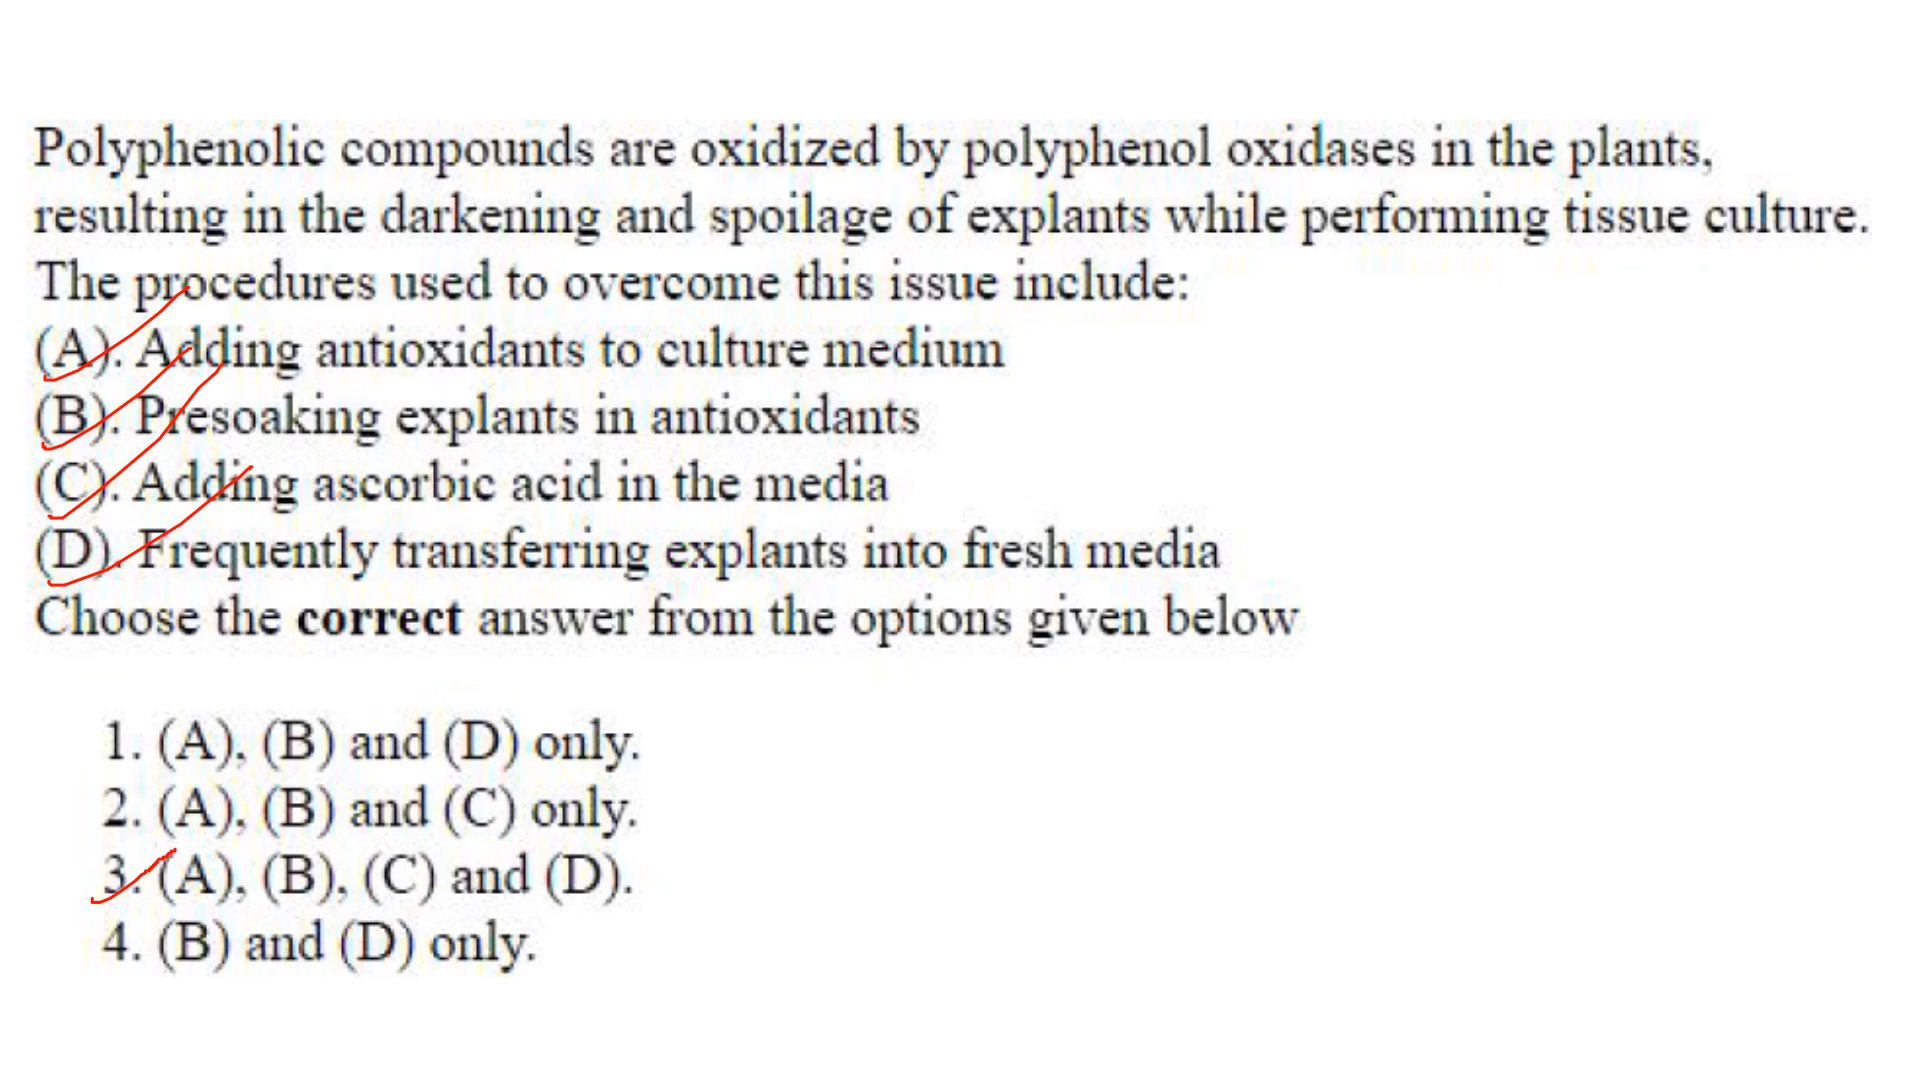 Polyphenolic compounds are oxidized by polyphenol oxidases in the plants,
resulting in the darkening and spoilage of explants while performing tissue culture.
The procedures used to overcome this issue include:
(A). Adding antioxidants to culture medium
(B). Presoaking explants in antioxidants
(C). Adding ascorbic acid in the media
(D). Frequently transferring explants into fresh media
Choose the correct answer from the options given below
1. (A), (B) and (D) only.
2. (A), (B) and (C) only.
3. (A), (B), (C) and (D).
4. (B) and (D) only.